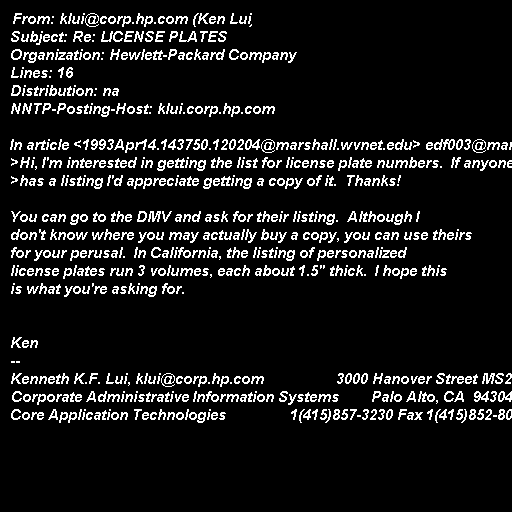 From: klui@corp.hp.com (Ken Lui)
Subject: Re: LICENSE PLATES
Organization: Hewlett-Packard Company
Lines: 16
Distribution: na
NNTP-Posting-Host: klui.corp.hp.com
In article <1993Apr14.143750.120204@marshall.wvnet.edu> edf003@mar
>Hi, I'm interested in getting the list for license plate numbers.  If anyone
>has a listing I'd appreciate getting a copy of it.  Thanks!
You can go to the DMV and ask for their listing.  Although I
don't know where you may actually buy a copy, you can use theirs
for your perusal.  In California, the listing of personalized
license plates run 3 volumes, each about 1.5" thick.  I hope this
is what you're asking for.
Ken
--
Kenneth K.F. Lui, klui@corp.hp.com 3000 Hanover Street MS2
Corporate Administrative Information Systems Palo Alto, CA  94304
Core Application Technologies 1(415)857-3230 Fax 1(415)852-80